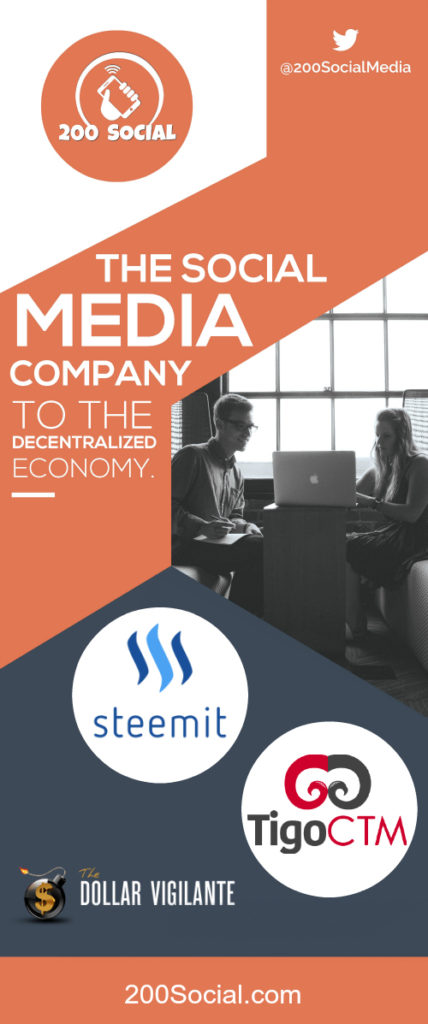 200 SOCIAL
@200SocialMedia
THE SOCIAL
MEDIA
COMPANY
TO THE
DECENTRALIZED
ECONOMY.
steemit
TigoCTM
The
DOLLAR VIGILANTE
$
200Social.com